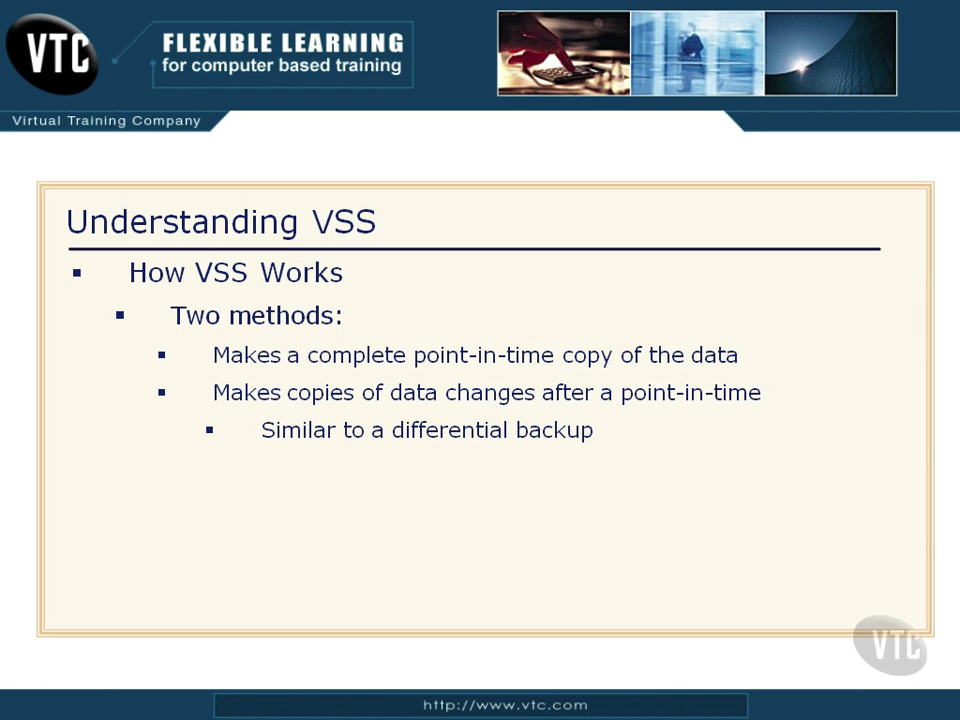 VTC
FLEXIBLE LEARNING
for computer based training
Virtual Training Company
Understanding VSS
How VSS Works
Two methods:
Makes a complete point-in-time copy of the data
Makes copies of data changes after a point-in-time
Similar to a differential backup
VTC
http://www.vtc.com